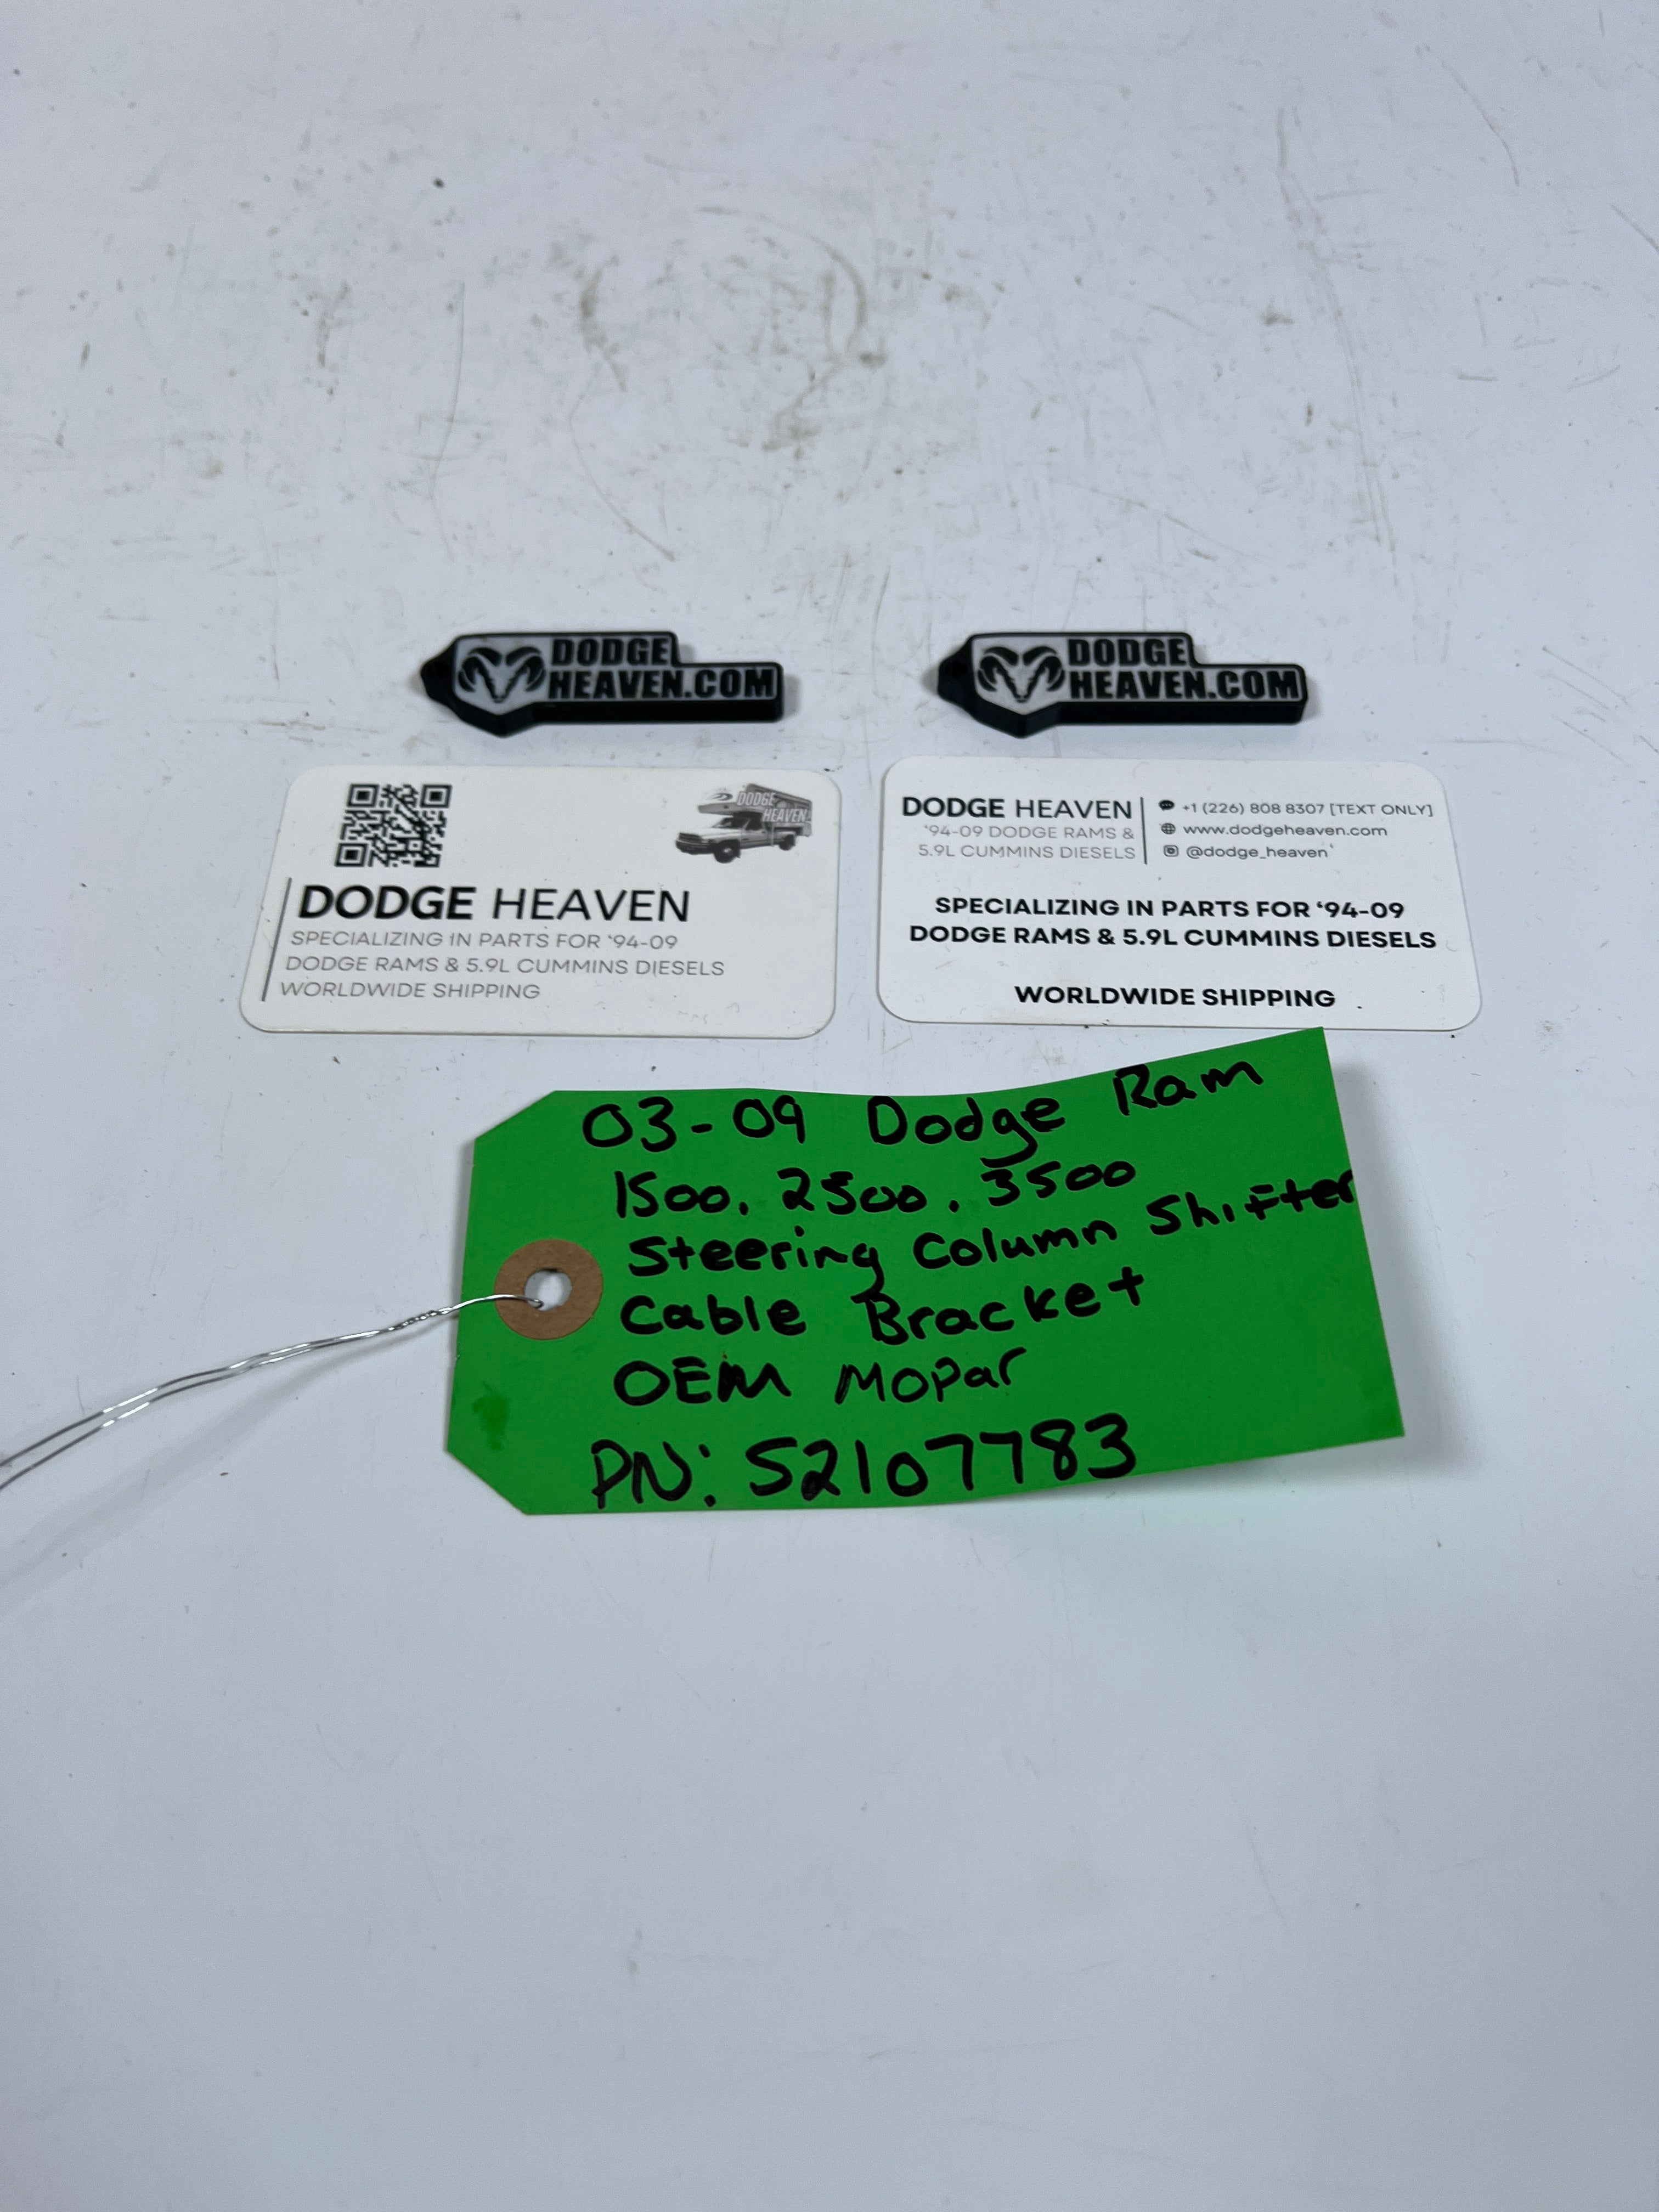 DODGE
HEAVEN.COM
DODGE
HEAVEN.COM
DODGE
HEAVEN
DODGE HEAVEN
SPECIALIZING IN PARTS FOR ‘94-09
DODGE RAMS & 5.9L CUMMINS DIESELS
WORLDWIDE SHIPPING
DODGE HEAVEN
‘94-09 DODGE RAMS &
5.9L CUMMINS DIESELS
+1 (226) 808 8307 [TEXT ONLY]
www.dodgeheaven.com
@dodge_heaven
SPECIALIZING IN PARTS FOR ‘94-09
DODGE RAMS & 5.9L CUMMINS DIESELS
WORLDWIDE SHIPPING
03-09 Dodge Ram
1500. 2500. 3500
Steering Column Shifter
Cable Bracket
OEM Mopar
PN: 52107783